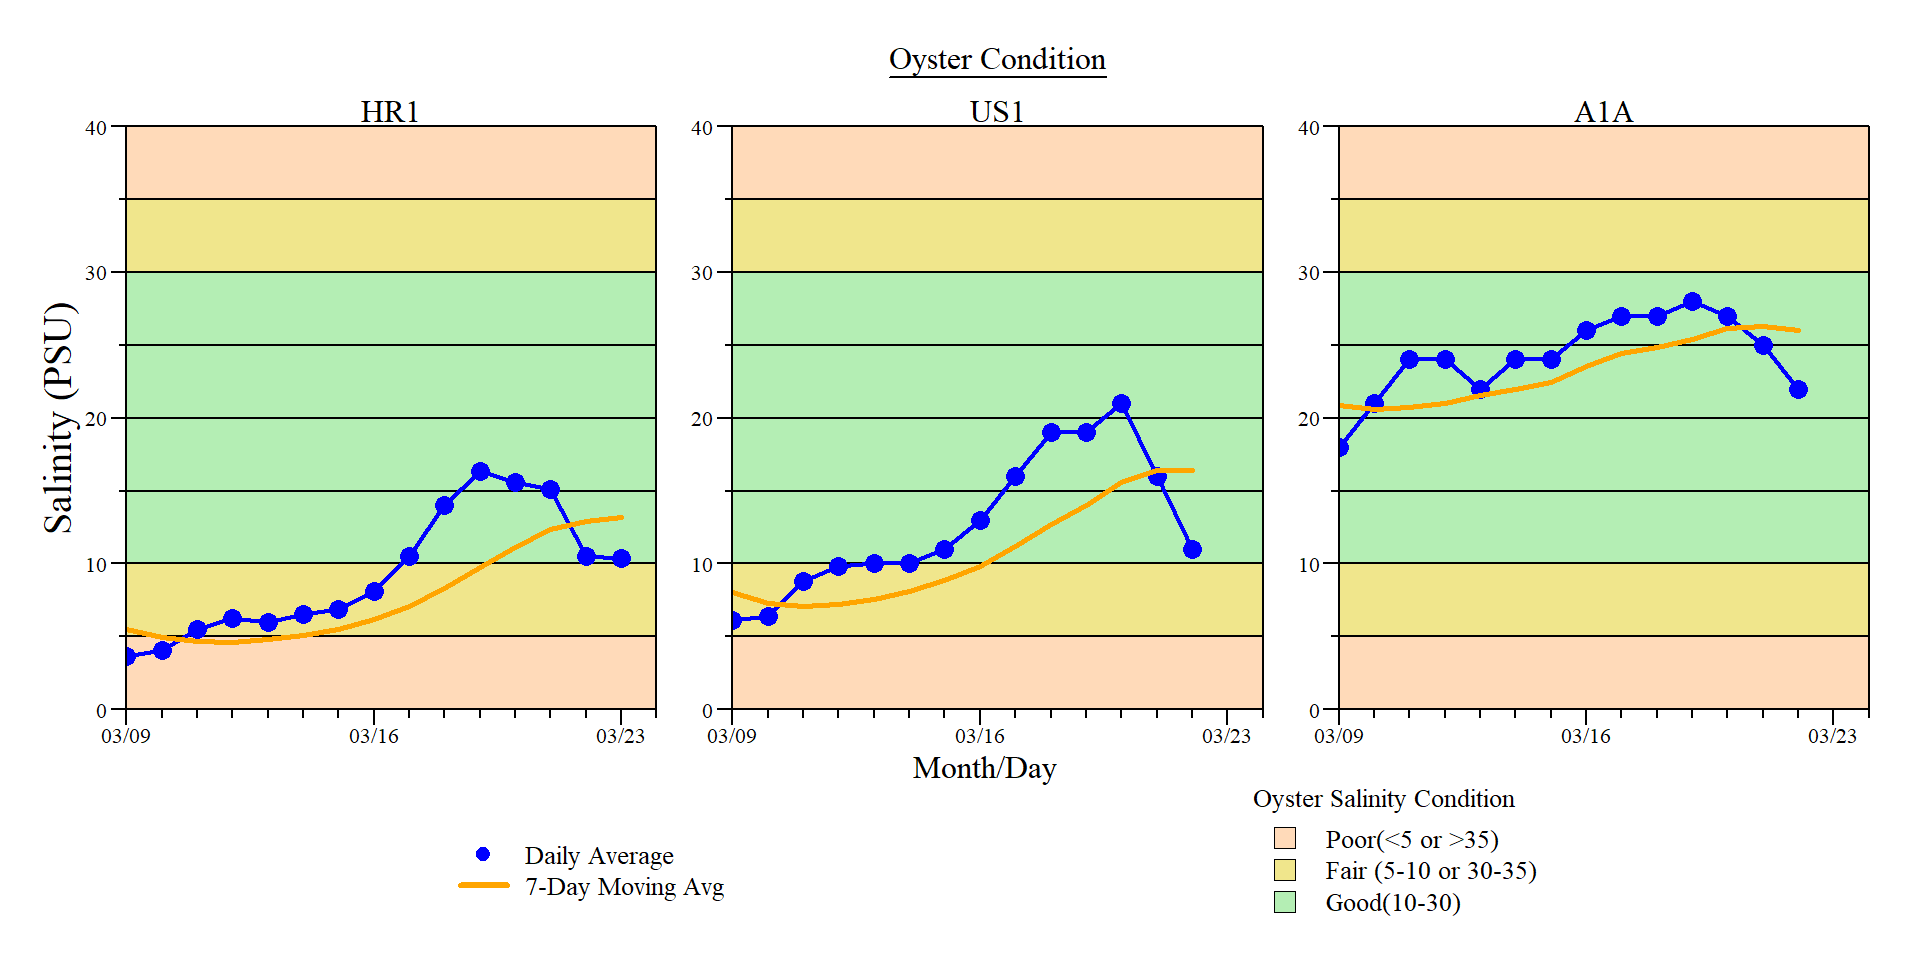 Oyster Condition
HR1
US1
A1A
Salinity (PSU)
40
30
20
10
0
40
30
20
10
0
40
30
20
10
0
03/09
03/16
03/23
03/09
03/16
03/23
03/09
03/16
03/23
Month/Day
Daily Average
7-Day Moving Avg
Oyster Salinity Condition
Poor(<5 or >35)
Fair (5-10 or 30-35)
Good(10-30)